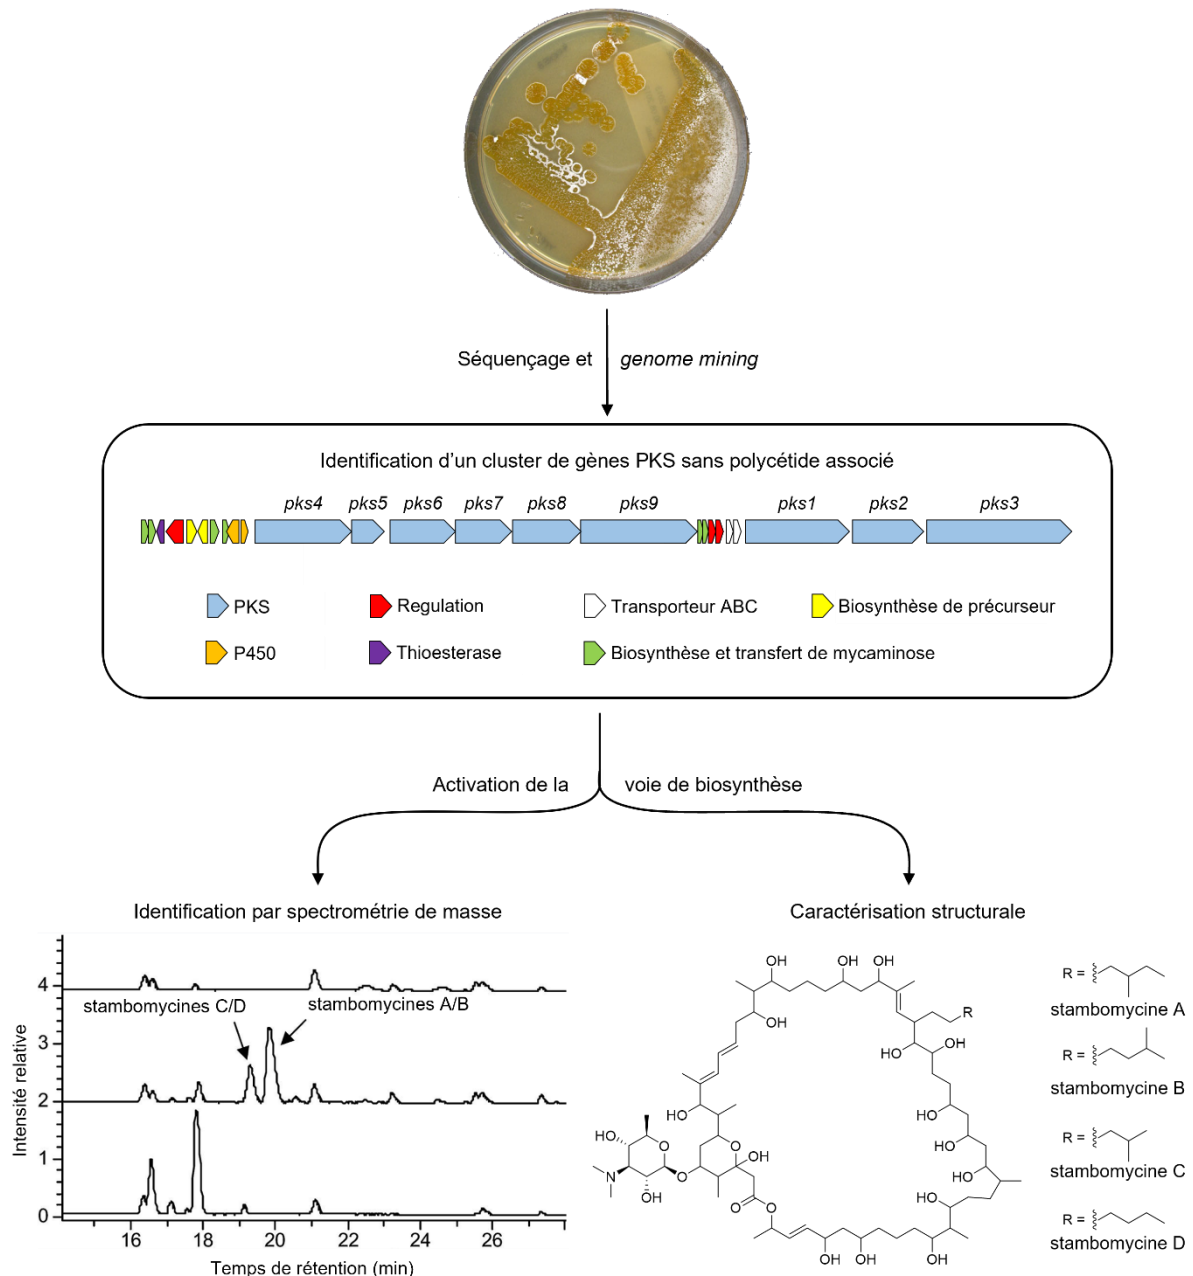 Séquençage et genome mining
Identification d'un cluster de gènes PKS sans polycétide associé
pks4 pks5 pks6 pks7 pks8 pks9 pks1 pks2 pks3
PKS Regulation Transporteur ABC Biosynthèse de précurseur
P450 Thioesterase Biosynthèse et transfert de mycaminose
Activation de la voie de biosynthèse
Identification par spectrométrie de masse
Intensité relative
4
3
2
1
0
stambomycines C/D
stambomycines A/B
16 18 20 22 24 26
Temps de rétention (min)
Caractérisation structurale
OH
OH
OH
OH
R
HO
OH
HO
HO
HO
HO
OH
OH
OH
HO
O
OH
O
O
O
O
HO
HO
N
OH
O
R =
stambomycine A
R =
stambomycine B
R =
stambomycine C
R =
stambomycine D